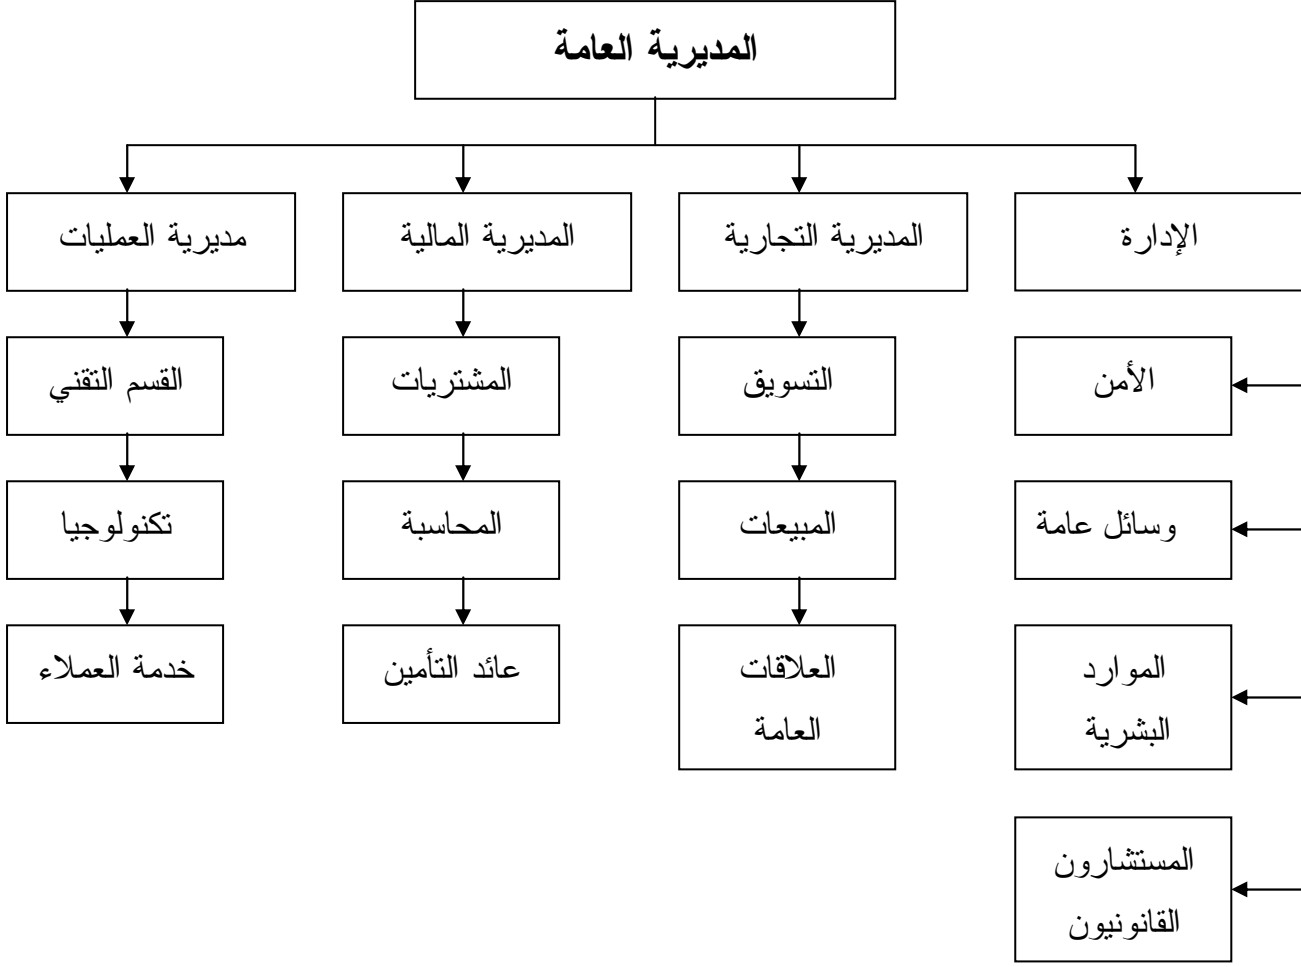 المديرية العامة
الإدارة
المديرية التجارية
المديرية المالية
مديرية العمليات
الأمن
التسويق
المشتريات
القسم التقني
وسائل عامة
المبيعات
المحاسبة
تكنولوجيا
الموارد
البشرية
العلاقات
العامة
عائد التأمين
خدمة العملاء
المستشارون
القانونيون